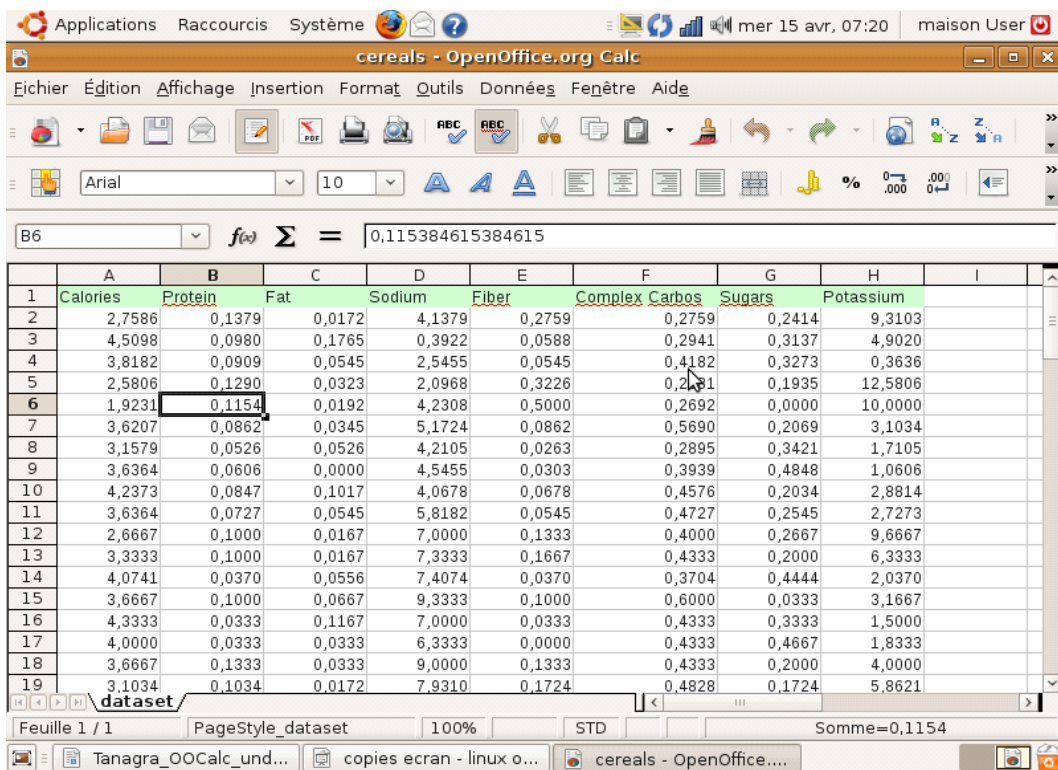 Applications Raccourcis Système mer 15 avr, 07:20 maison User
cereals - OpenOffice.org Calc
Fichier Édition Affichage Insertion Format Outils Données Fenêtre Aide
PDF ABC ABC A Z Z A »
Arial 10 A A A % 0 .000 .000 0 »
B6 f(x) Σ = 0,115384615384615
A B C D E F G H I
1 Calories Protein Fat Sodium Fiber Complex Carbos Sugars Potassium
2 2,7586 0,1379 0,0172 4,1379 0,2759 0,2759 0,2414 9,3103
3 4,5098 0,0980 0,1765 0,3922 0,0588 0,2941 0,3137 4,9020
4 3,8182 0,0909 0,0545 2,5455 0,0545 0,4182 0,3273 0,3636
5 2,5806 0,1290 0,0323 2,0968 0,3226 0,1935 12,5806
6 1,9231 0,1154 0,0192 4,2308 0,5000 0,2692 0,0000 10,0000
7 3,6207 0,0862 0,0345 5,1724 0,0862 0,5690 0,2069 3,1034
8 3,1579 0,0526 0,0526 4,2105 0,0263 0,2895 0,3421 1,7105
9 3,6364 0,0606 0,0000 4,5455 0,0303 0,3939 0,4848 1,0606
10 4,2373 0,0847 0,1017 4,0678 0,0678 0,4576 0,2034 2,8814
11 3,6364 0,0727 0,0545 5,8182 0,0545 0,4727 0,2545 2,7273
12 2,6667 0,1000 0,0167 7,0000 0,1333 0,4000 0,2667 9,6667
13 3,3333 0,1000 0,0167 7,3333 0,1667 0,4333 0,2000 6,3333
14 4,0741 0,0370 0,0556 7,4074 0,0370 0,3704 0,4444 2,0370
15 3,6667 0,1000 0,0667 9,3333 0,1000 0,6000 0,0333 3,1667
16 4,3333 0,0333 0,1167 7,0000 0,0333 0,4333 0,3333 1,5000
17 4,0000 0,0333 0,0333 6,3333 0,0000 0,4333 0,4667 1,8333
18 3,6667 0,1333 0,0333 9,0000 0,1333 0,4333 0,2000 4,0000
19 3,1034 0,1034 0,0172 7,9310 0,1724 0,4828 0,1724 5,8621
dataset
Feuille 1 / 1 PageStyle_dataset 100% STD Somme=0,1154
Tanagra_OOCalc_und... copies ecran - linux o... cereals - OpenOffice....